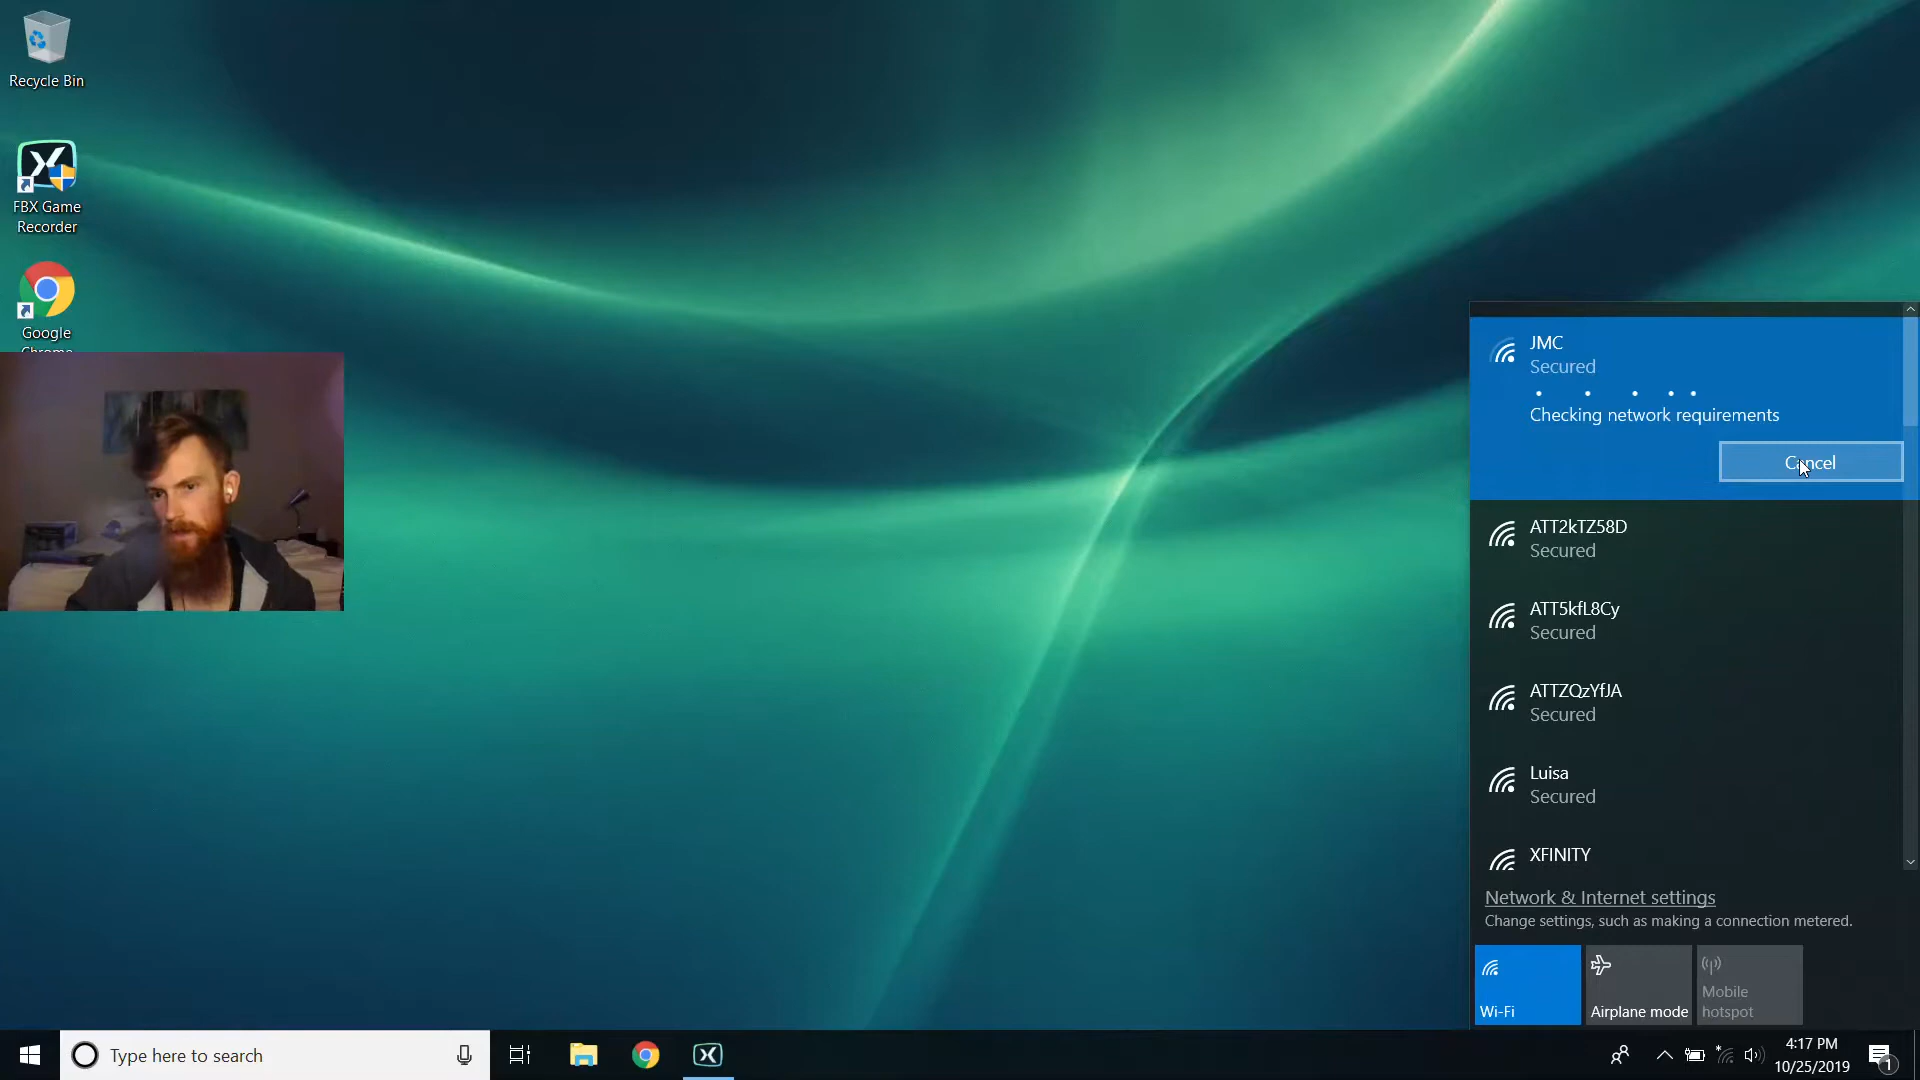 Recycle Bin
FBX Game
Recorder
Google
Chrome
JMC
Secured
Checking network requirements
Cancel
ATT2kTZ58D
Secured
ATT5kfL8Cy
Secured
ATTZQzYfJA
Secured
Luisa
Secured
XFINITY
Network & Internet settings
Change settings, such as making a connection metered.
Wi-Fi
Airplane mode
Mobile
hotspot
Type here to search
4:17 PM
10/25/2019
1